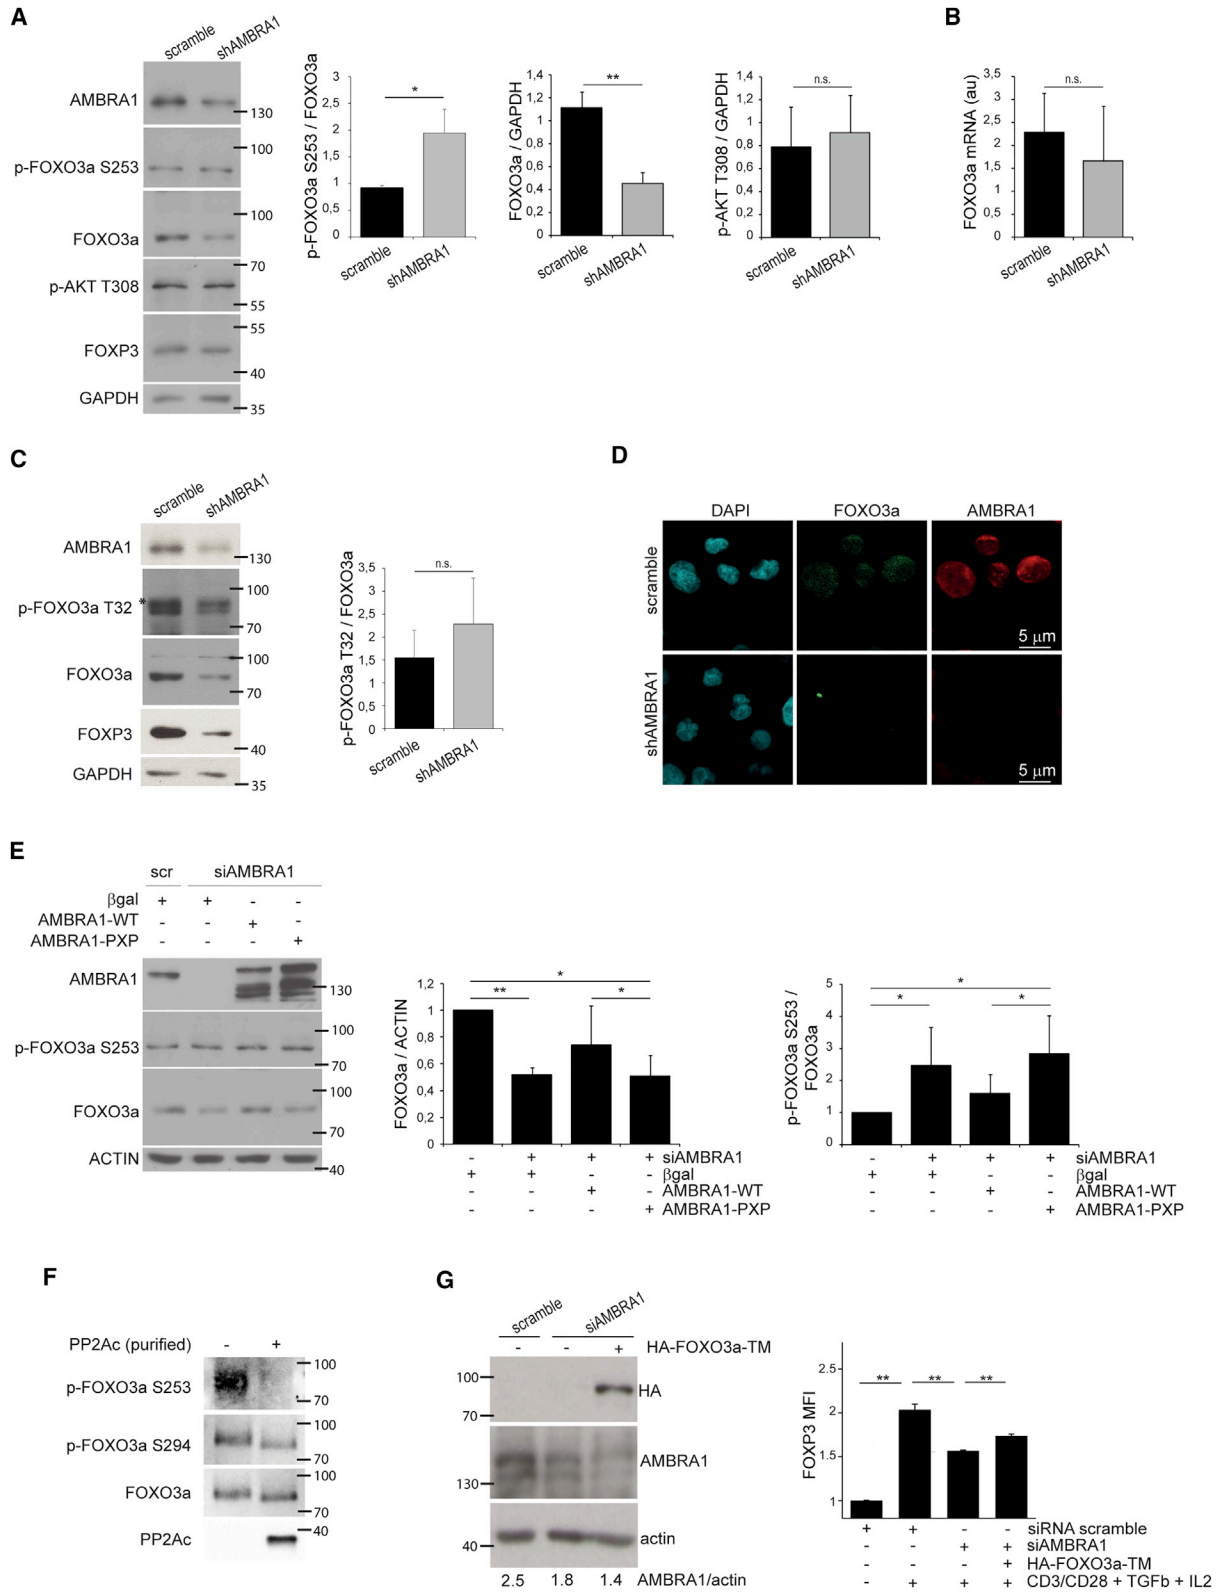 A
scramble
shAMBRA1
AMBRA1
130
100
p-FOXO3a S253
100
FOXO3a
70
p-AKT T308
55
55
FOXP3
40
GAPDH
35
p-FOXO3a S253 / FOXO3a
3
2,5
2
1,5
1
0,5
0
*
scramble
shAMBRA1
FOXO3a / GAPDH
1,4
1,2
1
0,8
0,6
0,4
0,2
0
**
scramble
shAMBRA1
p-AKT T308 / GAPDH
1,4
1,2
1
0,8
0,6
0,4
0,2
0
n.s.
scramble
shAMBRA1
B
FOXO3a mRNA (au)
3,5
3
2,5
2
1,5
1
0,5
0
n.s.
scramble
shAMBRA1
C
scramble
shAMBRA1
AMBRA1
130
100
* p-FOXO3a T32
70
100
FOXO3a
70
FOXP3
40
GAPDH
35
p-FOXO3a T32 / FOXO3a
3,5
3
2,5
2
1,5
1
0,5
0
n.s.
scramble
shAMBRA1
D
DAPI FOXO3a AMBRA1
scramble
5 μm
shAMBRA1
5 μm
E
scr siAMBRA1
βgal + + - -
AMBRA1-WT - - + -
AMBRA1-PXP - - - +
AMBRA1
130
100
p-FOXO3a S253
70
100
FOXO3a
70
ACTIN
40
FOXO3a / ACTIN
1,2
1
0,8
0,6
0,4
0,2
0
*
** *
- + + + siAMBRA1
+ + - - βgal
- - + - AMBRA1-WT
- - - + AMBRA1-PXP
p-FOXO3a S253 /
FOXO3a
5
4
3
2
1
0
*
* *
- + + + siAMBRA1
+ + - - βgal
- - + - AMBRA1-WT
- - - + AMBRA1-PXP
F
PP2Ac (purified) - +
100
p-FOXO3a S253
70
100
p-FOXO3a S294
70
100
FOXO3a
70
40
PP2Ac
G
scramble
siAMBRA1
- - + HA-FOXO3a-TM
100
HA
70
AMBRA1
130
actin
40
2.5 1.8 1.4 AMBRA1/actin
FOXP3 MFI
2.5
2
1.5
1
** ** **
+ + - - siRNA scramble
- - + + siAMBRA1
- - - + HA-FOXO3a-TM
- + + + CD3/CD28 + TGFb + IL2